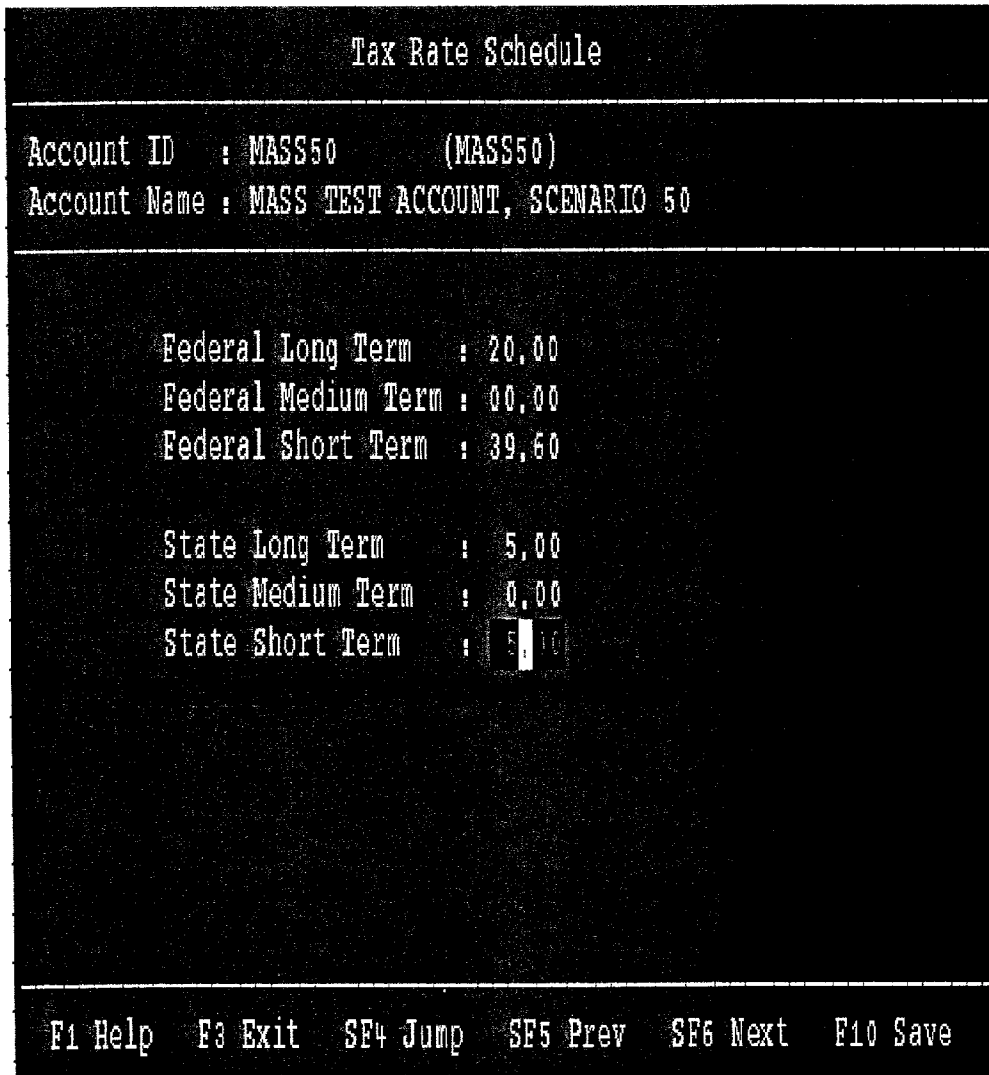 Tax Rate Schedule
Account ID : MASS50 (MASS50)
Account Name : MASS TEST ACCOUNT, SCENARIO 50
Federal Long Term : 20.00
Federal Medium Term : 00.00
Federal Short Term : 39.60
State Long Term : 5.00
State Medium Term : 0.00
State Short Term :
F1 Help F3 Exit SF4 Jump SF5 Prev SF6 Next F10 Save